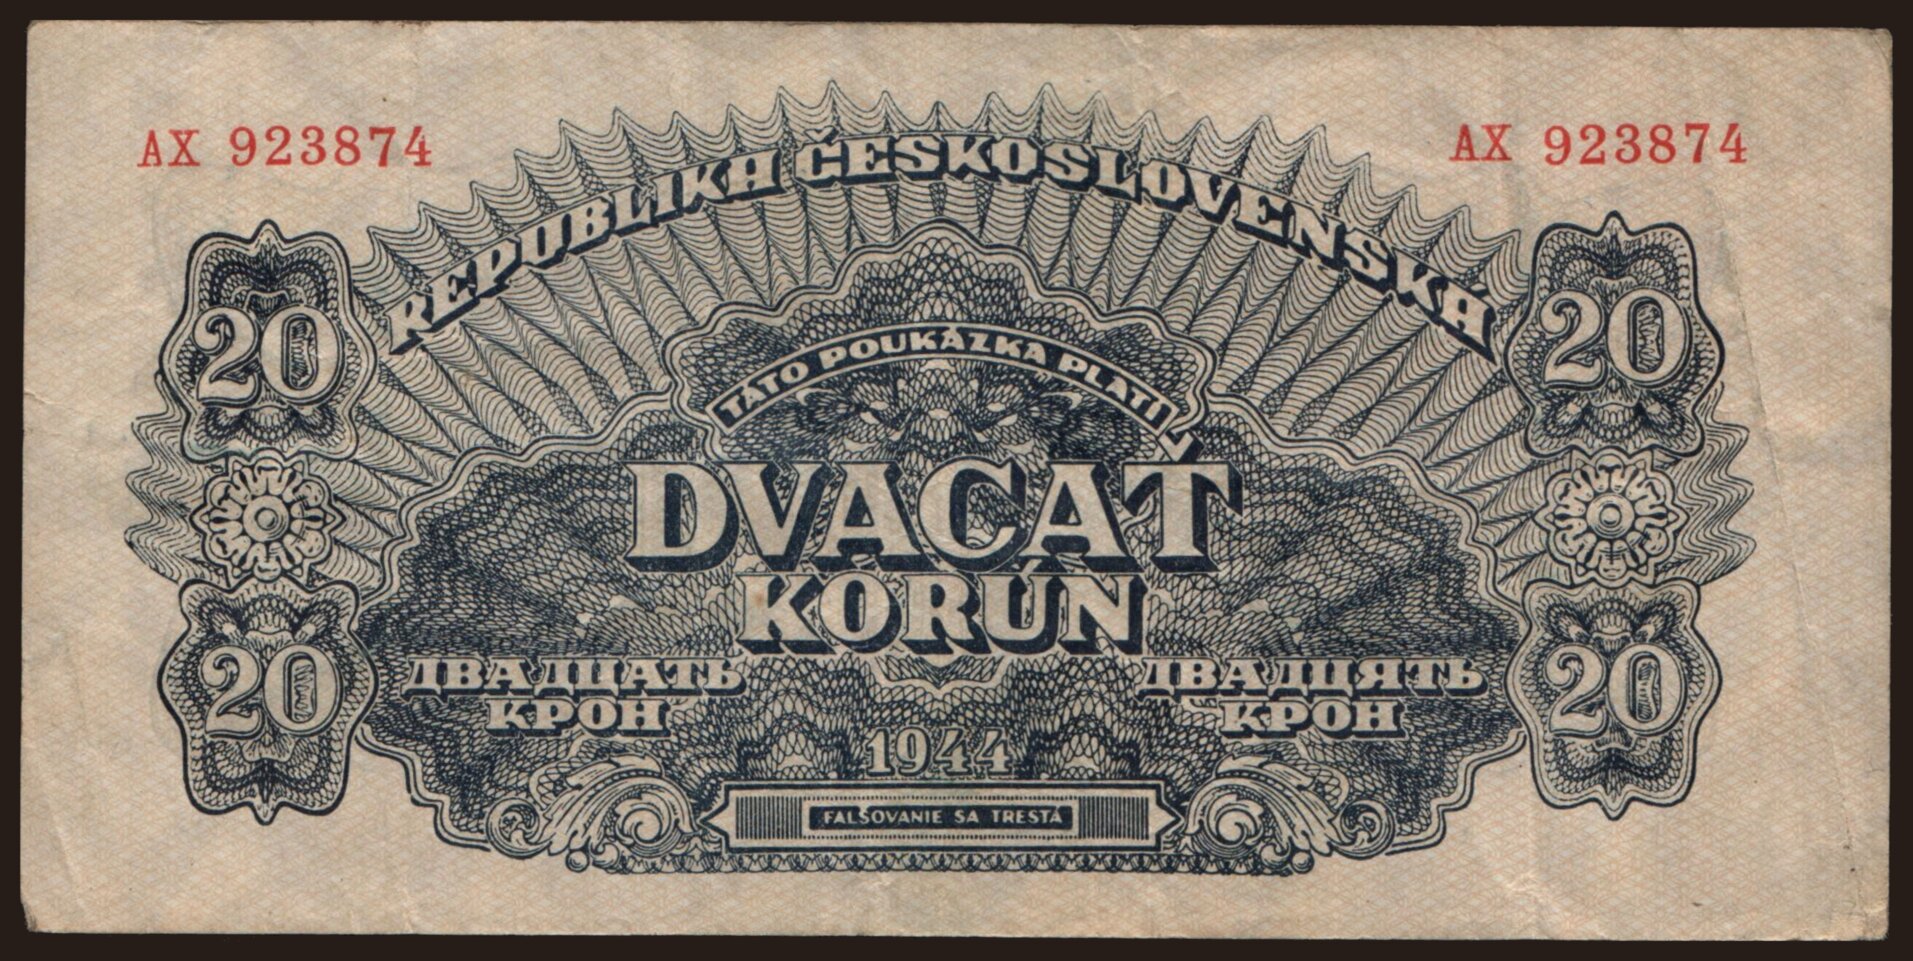 AX 923874
AX 923874
REPUBLIKA ČESKOSLOVENSKÁ
20
20
TÁTO POUKÁZKA PLATÍ
DVACAŤ
KORÚN
ДВАДЦАТЬ
КРОН
ДВАДЦЯТЬ
КРОН
20
20
1944
FALŠOVANIE SA TRESTÁ